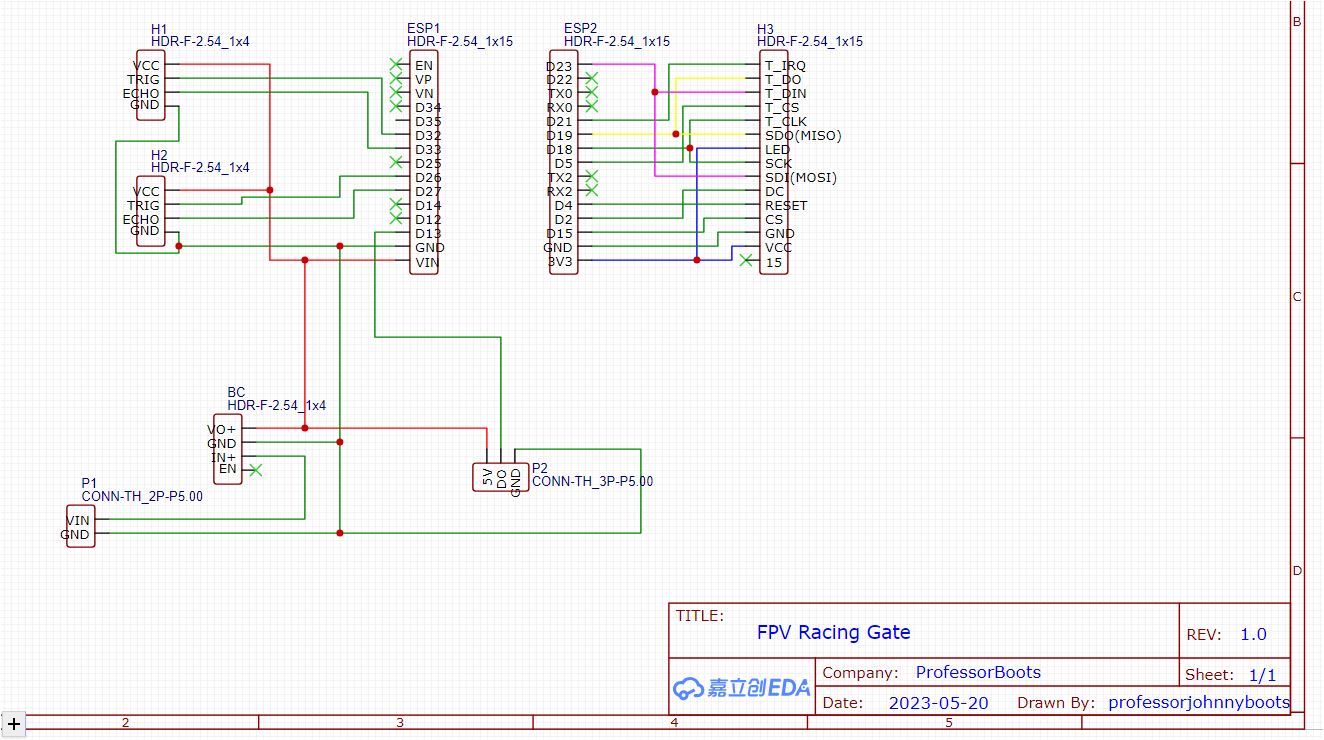 H1
HDR-F-2.54_1x4
VCC
TRIG
ECHO
GND
H2
HDR-F-2.54_1x4
VCC
TRIG
ECHO
GND
ESP1
HDR-F-2.54_1x15
EN
VP
VN
D34
D35
D32
D33
D25
D26
D27
D14
D12
D13
GND
VIN
ESP2
HDR-F-2.54_1x15
D23
D22
TX0
RX0
D21
D19
D18
D5
TX2
RX2
D4
D2
D15
GND
3V3
H3
HDR-F-2.54_1x15
T_IRQ
T_DO
T_DIN
T_CS
T_CLK
SDO(MISO)
LED
SCK
SDI(MOSI)
DC
RESET
CS
GND
VCC
15
BC
HDR-F-2.54_1x4
VO+
GND
IN+
EN
P1
CONN-TH_2P-P5.00
VIN
GND
5V
DO
GND
P2
CONN-TH_3P-P5.00
B
C
D
TITLE:
FPV Racing Gate
REV: 1.0
嘉立创EDA
Company: ProfessorBoots
Sheet: 1/1
Date: 2023-05-20 Drawn By: professorjohnnyboots
2 3 4 5